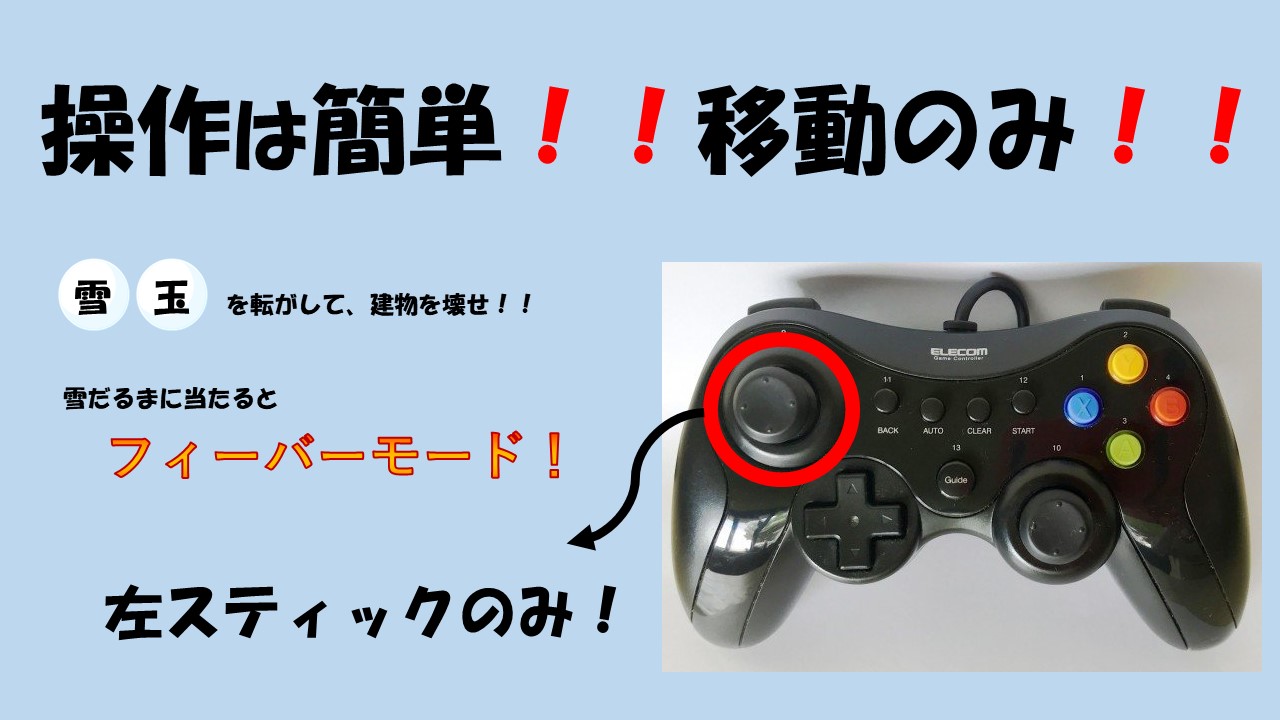 操作は簡単！！移動のみ！！
雪玉を転がして、建物を壊せ！！
雪だるまに当たると
フィーバーモード！
左スティックのみ！
ELECOM
Game Controller
9
11
12
BACK
AUTO
CLEAR
START
13
Guide
10
2
Y
1
X
4
B
3
A